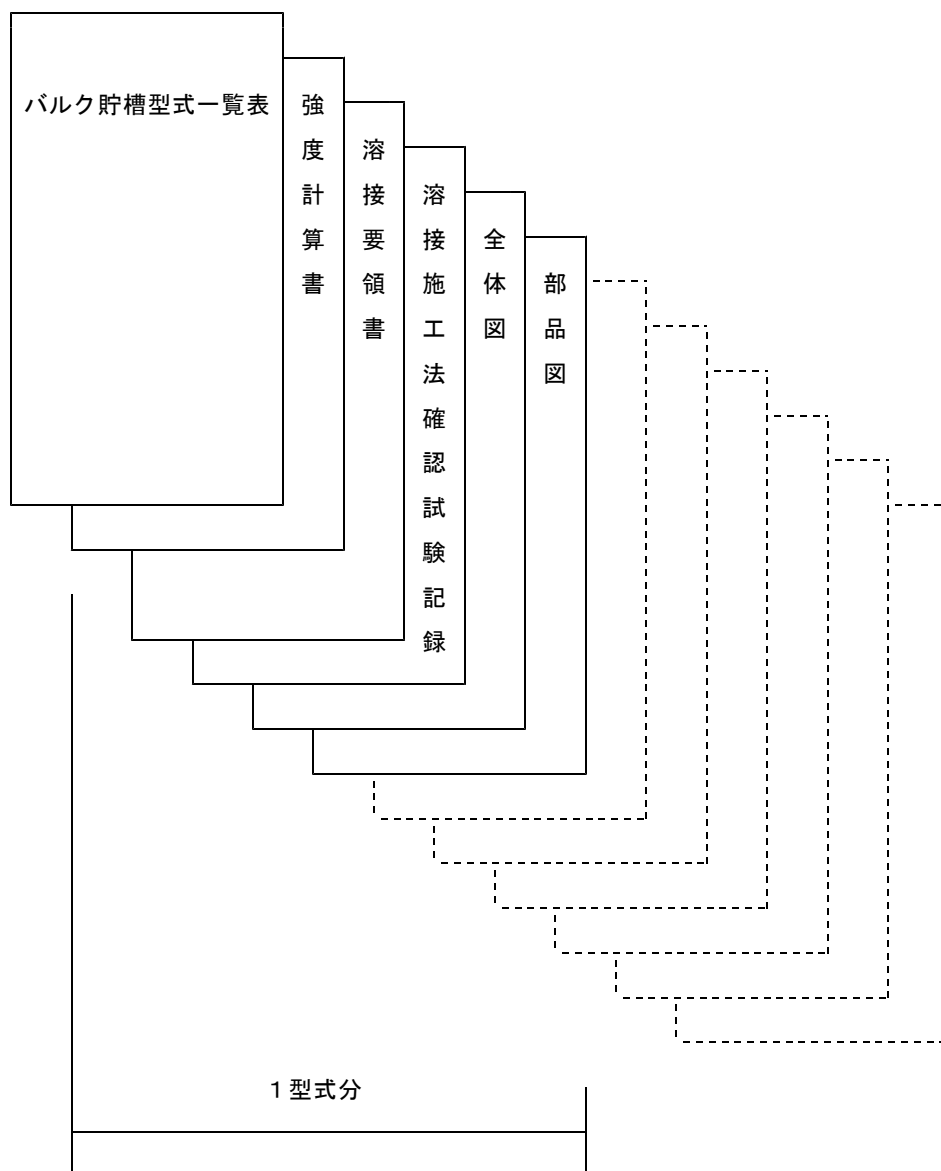 バルク貯槽型式一覧表
強度計算書
溶接要領書
溶接施工法確認試験記録
全体図
部品図
１型式分